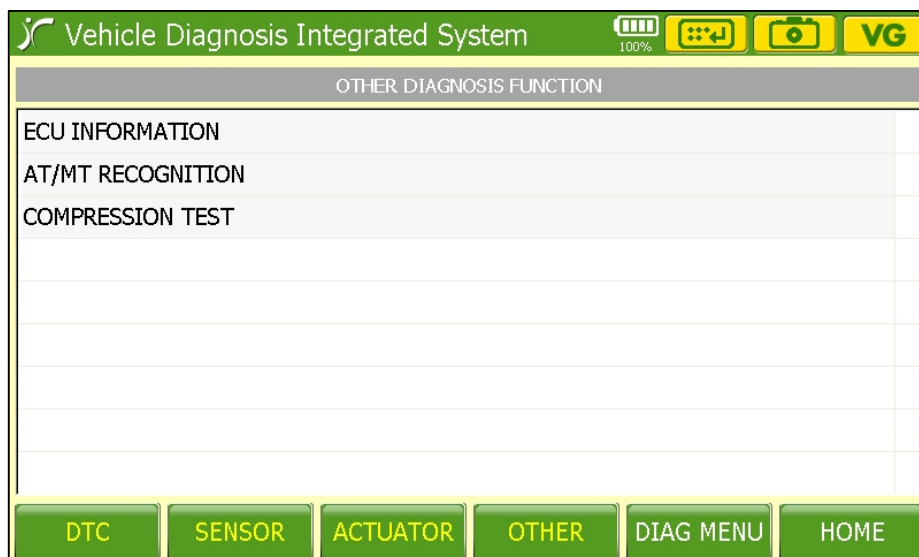 Vehicle Diagnosis Integrated System
100%
VG
OTHER DIAGNOSIS FUNCTION
ECU INFORMATION
AT/MT RECOGNITION
COMPRESSION TEST
DTC SENSOR ACTUATOR OTHER DIAG MENU HOME